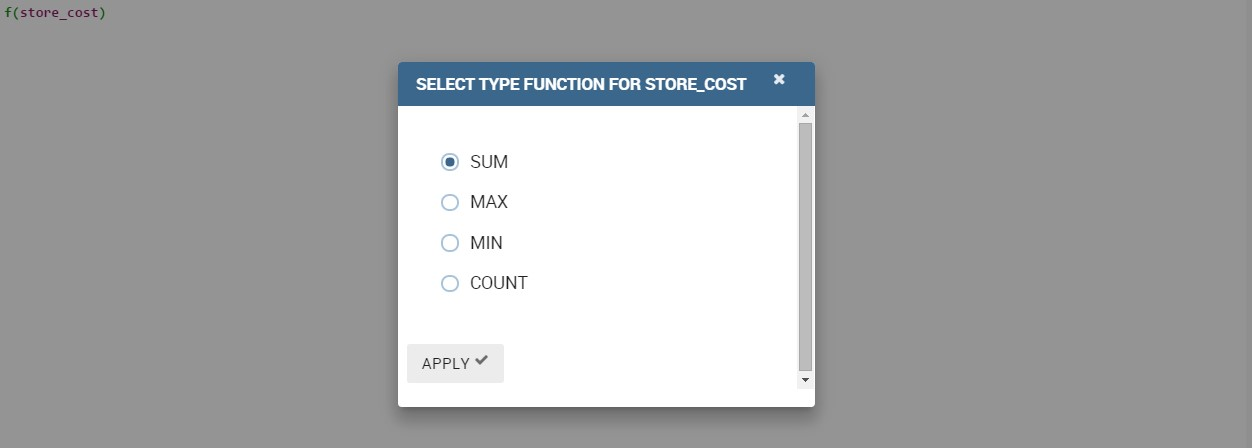 f(store_cost)
SELECT TYPE FUNCTION FOR STORE_COST
SUM
MAX
MIN
COUNT
APPLY